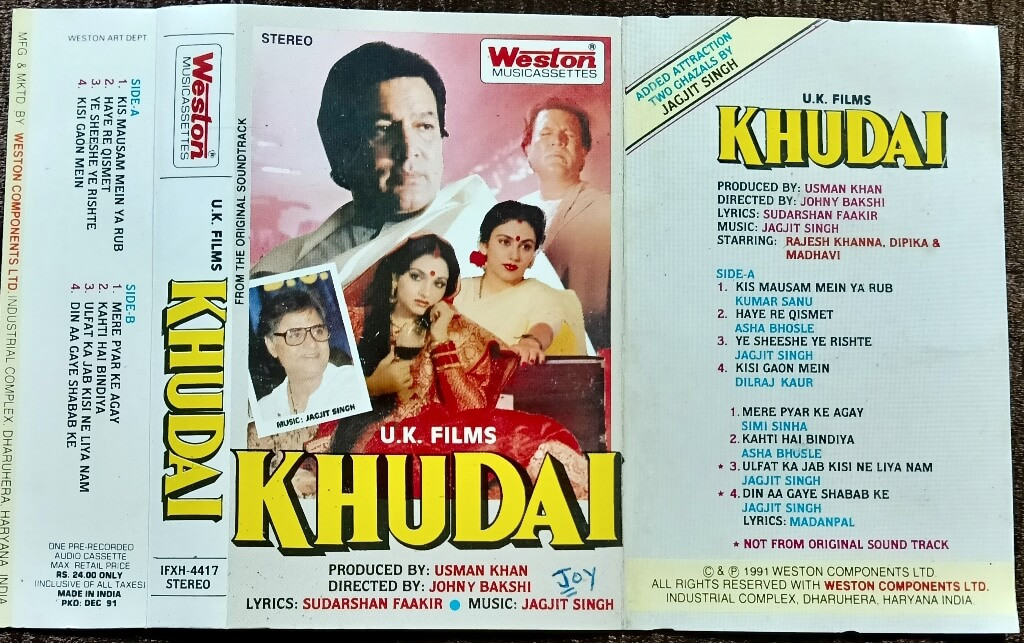 MFG & MKTD BY WESTON COMPONENTS LTD. INDUSTRIAL COMPLEX, DHARUHERA, HARYANA INDIA
WESTON ART DEPT.
SIDE-A
1. KIS MAUSAM MEIN YA RUB
2. HAYE RE QISMET
3. YE SHEESHE YE RISHTE
4. KISI GAON MEIN
SIDE-B
1. MERE PYAR KE AGAY
2. KAHTI HAI BINDIYA
3. ULFAT KA JAB KISI NE LIYA NAM
4. DIN AA GAYE SHABAB KE
ONE PRE-RECORDED
AUDIO CASSETTE
MAX RETAIL PRICE
RS. 24.00 ONLY
(INCLUSIVE OF ALL TAXES)
MADE IN INDIA
PKD: DEC 91
Weston
MUSICASSETTES
U.K. FILMS
KHUDAI
IFXH-4417
STEREO
STEREO
Weston®
MUSICASSETTES
FROM THE ORIGINAL SOUNDTRACK
MUSIC: JAGJIT SINGH
U.K. FILMS
KHUDAI
PRODUCED BY: USMAN KHAN
DIRECTED BY: JOHNY BAKSHI
LYRICS: SUDARSHAN FAAKIR ● MUSIC: JAGJIT SINGH
JOY
ADDED ATTRACTION
TWO GHAZALS BY
JAGJIT SINGH
U.K. FILMS
KHUDAI
PRODUCED BY: USMAN KHAN
DIRECTED BY: JOHNY BAKSHI
LYRICS: SUDARSHAN FAAKIR
MUSIC: JAGJIT SINGH
STARRING: RAJESH KHANNA, DIPIKA &
MADHAVI
SIDE-A
1. KIS MAUSAM MEIN YA RUB
KUMAR SANU
2. HAYE RE QISMET
ASHA BHOSLE
3. YE SHEESHE YE RISHTE
JAGJIT SINGH
4. KISI GAON MEIN
DILRAJ KAUR
1. MERE PYAR KE AGAY
SIMI SINHA
2. KAHTI HAI BINDIYA
ASHA BHOSLE
★ 3. ULFAT KA JAB KISI NE LIYA NAM
JAGJIT SINGH
★ 4. DIN AA GAYE SHABAB KE
JAGJIT SINGH
LYRICS: MADANPAL
★ NOT FROM ORIGINAL SOUND TRACK
© & ℗ 1991 WESTON COMPONENTS LTD
ALL RIGHTS RESERVED WITH WESTON COMPONENTS LTD.
INDUSTRIAL COMPLEX, DHARUHERA, HARYANA INDIA.